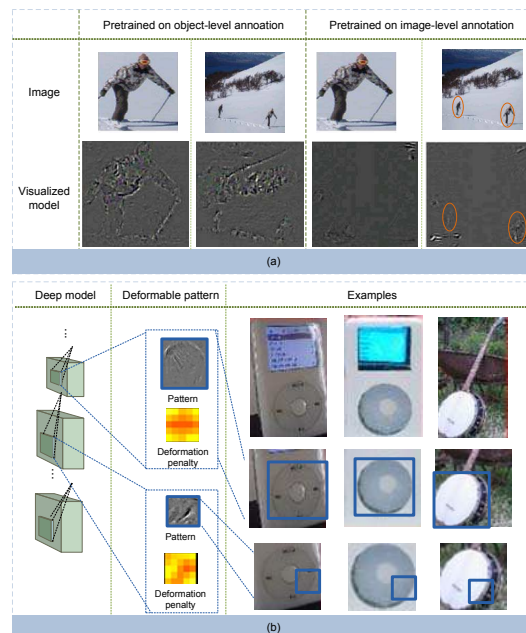 Pretrained on object-level annoation
Pretrained on image-level annotation
Image
Visualized model
(a)
Deep model
Deformable pattern
Examples
Pattern
Deformation
penalty
Pattern
Deformation
penalty
(b)